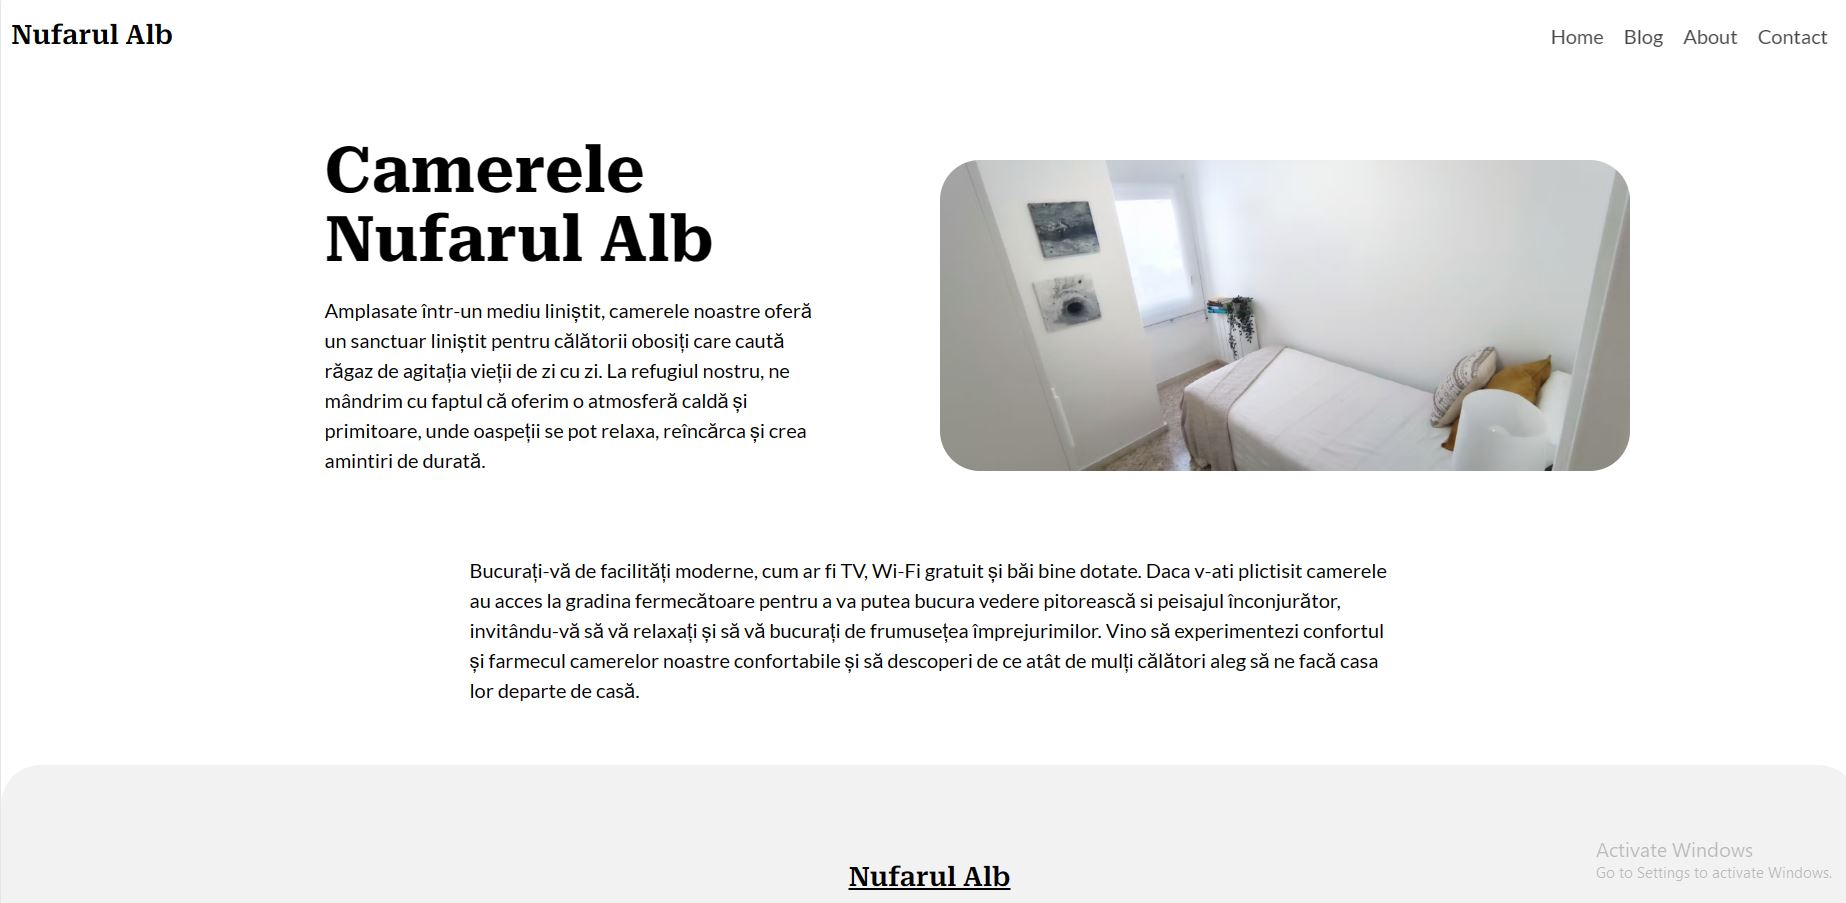 Nufarul Alb
Home Blog About Contact
Camerele
Nufarul Alb
Amplasate într-un mediu liniștit, camerele noastre oferă
un sanctuar liniștit pentru călătorii obosiți care caută
răgaz de agitația vieții de zi cu zi. La refugiul nostru, ne
mândrim cu faptul că oferim o atmosferă caldă și
primitoare, unde oaspeții se pot relaxa, reîncărca și crea
amintiri de durată.
Bucurați-vă de facilități moderne, cum ar fi TV, Wi-Fi gratuit și băi bine dotate. Daca v-ati plictisit camerele
au acces la gradina fermecătoare pentru a va putea bucura vedere pitorească si peisajul înconjurător,
invitându-vă să vă relaxați și să vă bucurați de frumusețea împrejurimilor. Vino să experimentezi confortul
și farmecul camerelor noastre confortabile și să descoperi de ce atât de mulți călători aleg să ne facă casa
lor departe de casă.
Nufarul Alb
Activate Windows
Go to Settings to activate Windows.